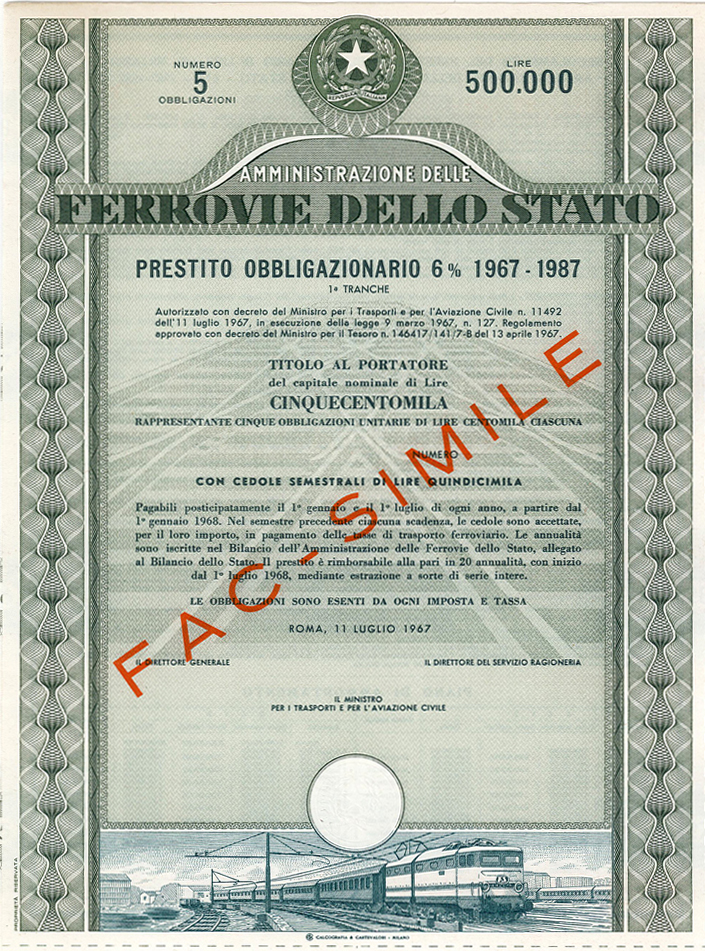 NUMERO
5
OBBLIGAZIONI
LIRE
500.000
REPVBBLICA ITALIANA
AMMINISTRAZIONE DELLE
FERROVIE DELLO STATO
PRESTITO OBBLIGAZIONARIO 6% 1967 - 1987
1ª TRANCHE
Autorizzato con decreto del Ministro per i Trasporti e per l'Aviazione Civile n. 11492
dell'11 luglio 1967, in esecuzione della legge 9 marzo 1967, n. 127. Regolamento
approvato con decreto del Ministro per il Tesoro n. 146417/141/7-B del 13 aprile 1967.
TITOLO AL PORTATORE
del capitale nominale di Lire
CINQUECENTOMILA
RAPPRESENTANTE CINQUE OBBLIGAZIONI UNITARIE DI LIRE CENTOMILA CIASCUNA
NUMERO
CON CEDOLE SEMESTRALI DI LIRE QUINDICIMILA
Pagabili posticipatamente il 1º gennaio e il 1º luglio di ogni anno, a partire dal
1º gennaio 1968. Nel semestre precedente ciascuna scadenza, le cedole sono accettate,
per il loro importo, in pagamento delle tasse di trasporto ferroviario. Le annualità
sono iscritte nel Bilancio dell'Amministrazione delle Ferrovie dello Stato, allegato
al Bilancio dello Stato. Il prestito è rimborsabile alla pari in 20 annualità, con inizio
dal 1º luglio 1968, mediante estrazione a sorte di serie intere.
LE OBBLIGAZIONI SONO ESENTI DA OGNI IMPOSTA E TASSA
ROMA, 11 LUGLIO 1967
IL DIRETTORE GENERALE
IL DIRETTORE DEL SERVIZIO RAGIONERIA
IL MINISTRO
PER I TRASPORTI E PER L'AVIAZIONE CIVILE
FAC-SIMILE
PROPRIETÀ RISERVATA
CALCOGRAFIA & CARTEVALORI - MILANO